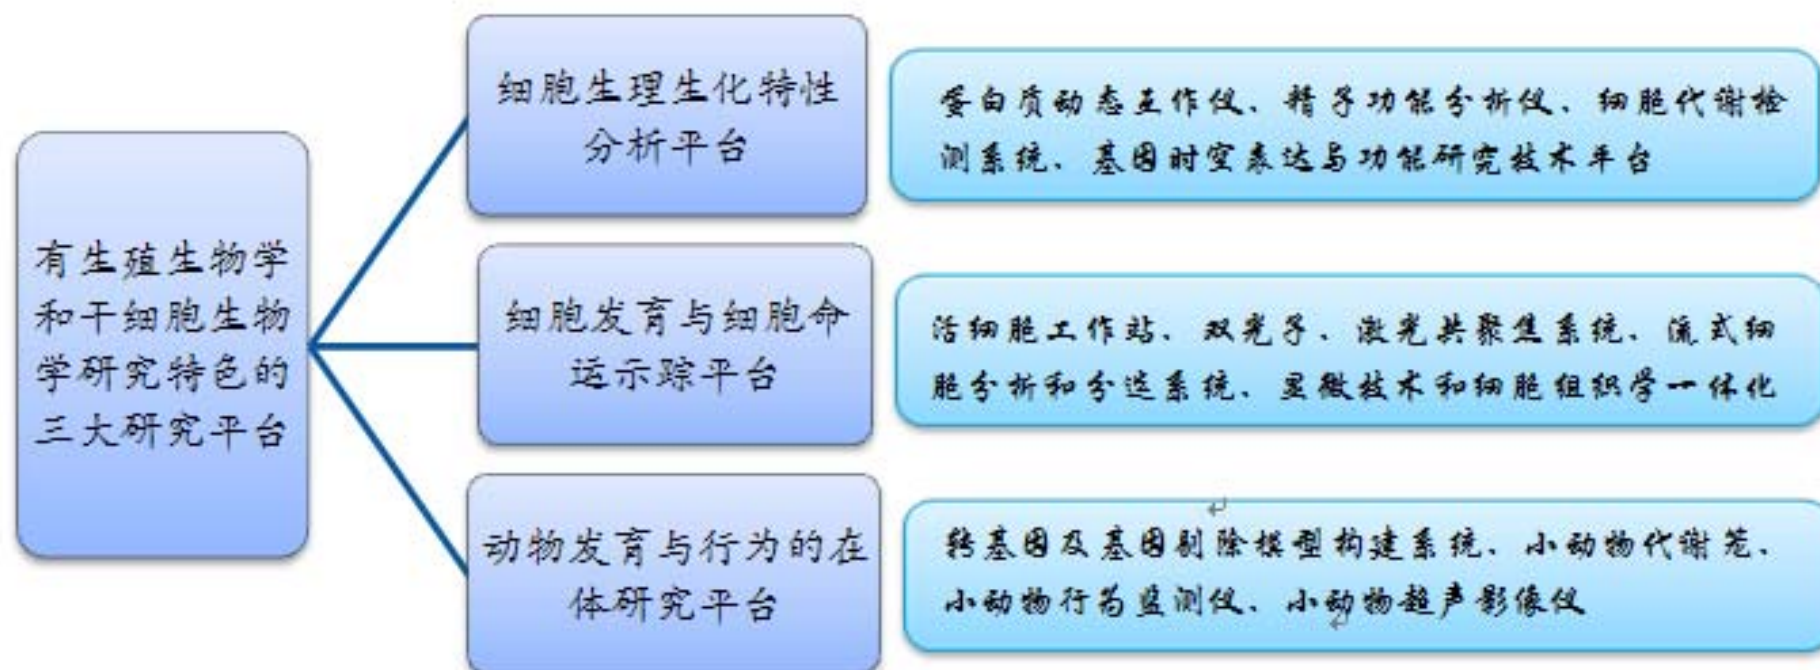 有生殖生物学
和干细胞生物
学研究特色的
三大研究平台
细胞生理生化特性
分析平台
蛋白质动态互作仪、精子功能分析仪、细胞代谢检
测系统、基因时空表达与功能研究技术平台
细胞发育与细胞命
运示踪平台
活细胞工作站、双光子、激光共聚焦系统、流式细
胞分析和分选系统、显微技术和细胞组织学一体化
动物发育与行为的在
体研究平台
转基因及基因剔除模型构建系统、小动物代谢笼、
小动物行为监测仪、小动物超声影像仪